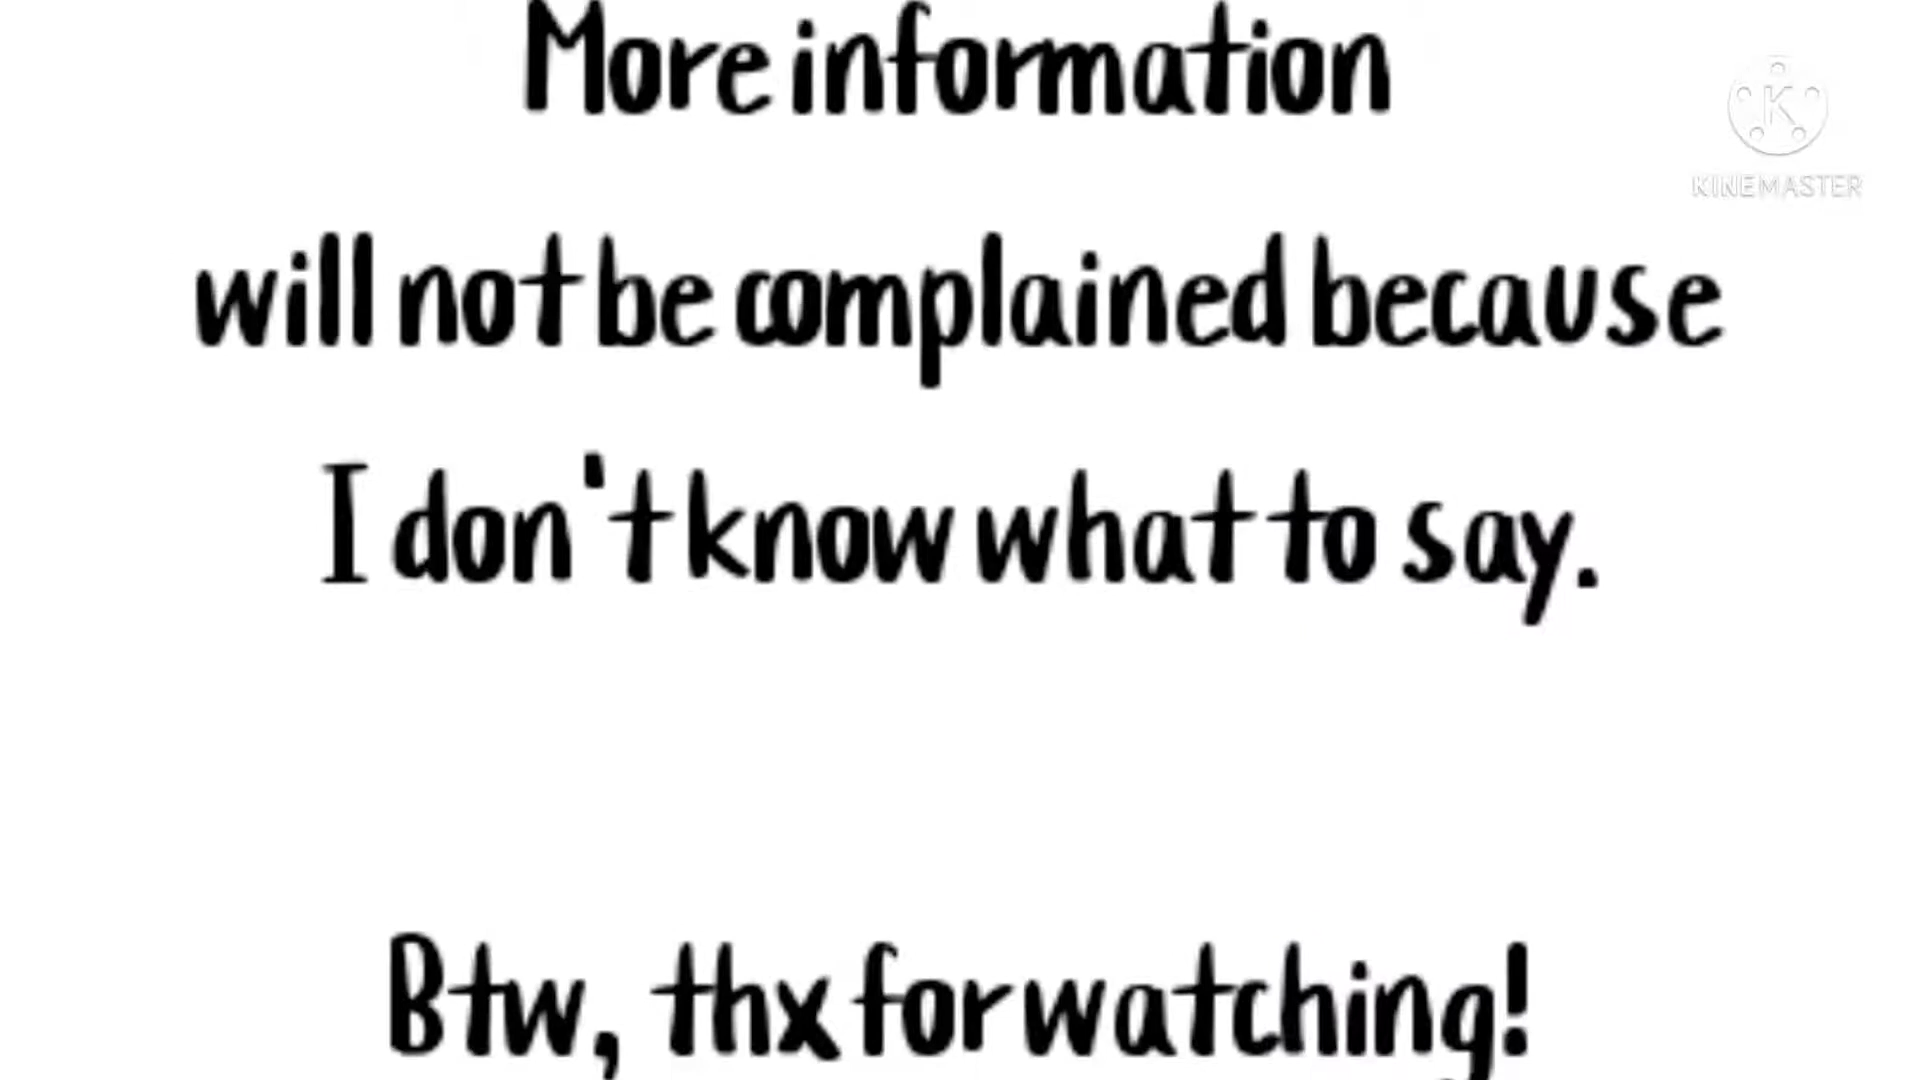 More information
KINEMASTER
will not be complained because
I don't know what to say.
Btw, thx for watching!